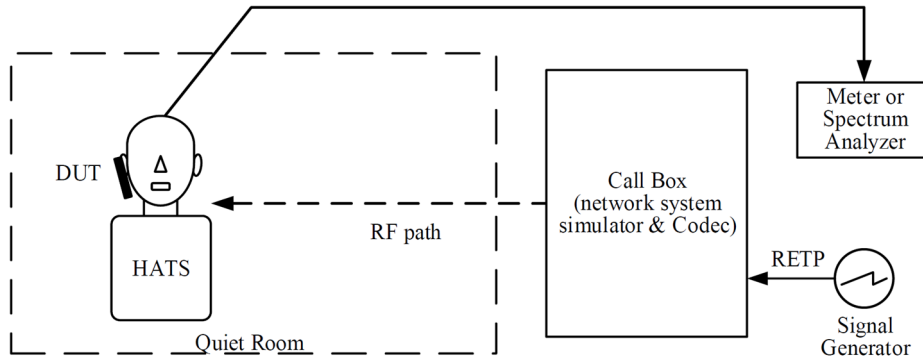 DUT
HATS
Quiet Room
RF path
Call Box
(network system
simulator & Codec)
RETP
Signal
Generator
Meter or
Spectrum
Analyzer